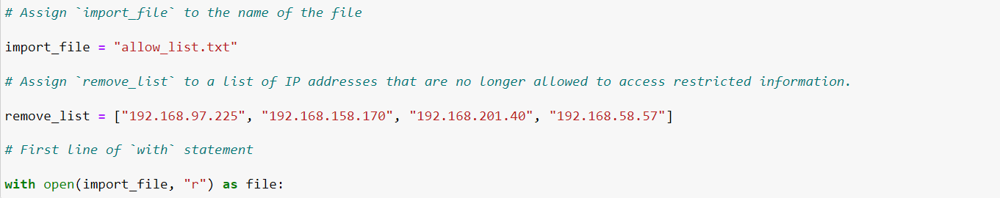 # Assign `import_file` to the name of the file
import_file = "allow_list.txt"
# Assign `remove_list` to a list of IP addresses that are no longer allowed to access restricted information.
remove_list = ["192.168.97.225", "192.168.158.170", "192.168.201.40", "192.168.58.57"]
# First line of `with` statement
with open(import_file, "r") as file: